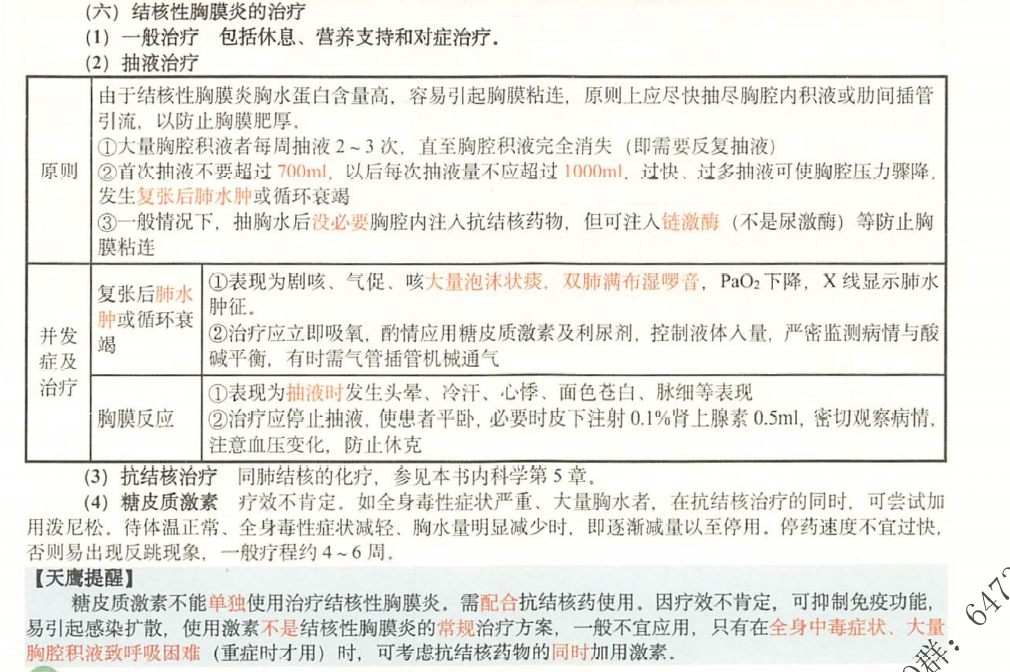 (六) 结核性胸膜炎的治疗
(1) 一般治疗 包括休息、营养支持和对症治疗。
(2) 抽液治疗
原则
由于结核性胸膜炎胸水蛋白含量高，容易引起胸膜粘连，原则上应尽快抽尽胸腔内积液或肋间插管
引流，以防止胸膜肥厚。
①大量胸腔积液者每周抽液 2～3 次，直至胸腔积液完全消失（即需要反复抽液）
②首次抽液不要超过 700ml，以后每次抽液量不应超过 1000ml，过快、过多抽液可使胸腔压力骤降，
发生复张后肺水肿或循环衰竭
③一般情况下，抽胸水后没必要胸腔内注入抗结核药物，但可注入链激酶（不是尿激酶）等防止胸
膜粘连
并发
症及
治疗
复张后肺水
肿或循环衰
竭
①表现为剧咳、气促、咳大量泡沫状痰，双肺满布湿啰音，PaO₂下降，X 线显示肺水
肿征。
②治疗应立即吸氧，酌情应用糖皮质激素及利尿剂，控制液体入量，严密监测病情与酸
碱平衡，有时需气管插管机械通气
胸膜反应
①表现为抽液时发生头晕、冷汗、心悸、面色苍白、脉细等表现
②治疗应停止抽液，使患者平卧，必要时皮下注射 0.1%肾上腺素 0.5ml，密切观察病情，
注意血压变化，防止休克
(3) 抗结核治疗 同肺结核的化疗，参见本书内科学第 5 章。
(4) 糖皮质激素 疗效不肯定。如全身毒性症状严重、大量胸水者，在抗结核治疗的同时，可尝试加
用泼尼松。待体温正常、全身毒性症状减轻、胸水量明显减少时，即逐渐减量以至停用。停药速度不宜过快，
否则易出现反跳现象，一般疗程约 4～6 周。
【天鹰提醒】
糖皮质激素不能单独使用治疗结核性胸膜炎。需配合抗结核药使用。因疗效不肯定，可抑制免疫功能，
易引起感染扩散，使用激素不是结核性胸膜炎的常规治疗方案，一般不宜应用，只有在全身中毒症状、大量
胸腔积液致呼吸困难（重症时才用）时，可考虑抗结核药物的同时加用激素。
群：6473